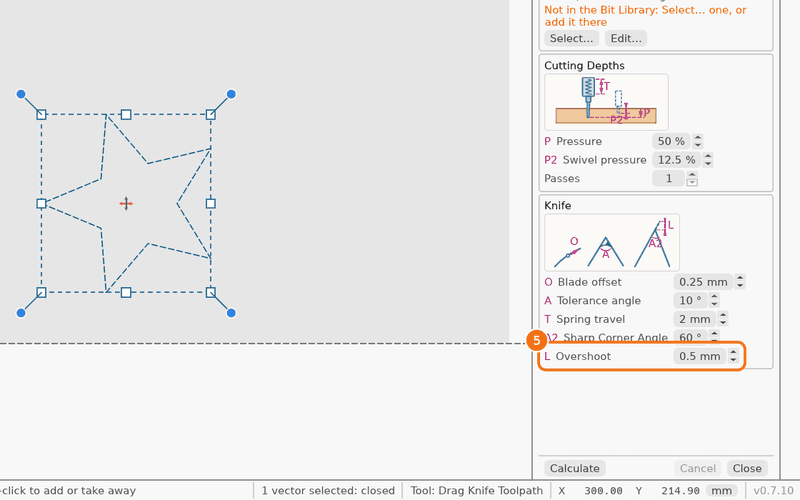 Not in the Bit Library: Select... one, or
add it there
Select...
Edit...
Cutting Depths
T
P2
P
P Pressure 50 %
P2 Swivel pressure 12.5 %
Passes 1
Knife
O
A
A2
L
O Blade offset 0.25 mm
A Tolerance angle 10 °
T Spring travel 2 mm
A2 Sharp Corner Angle 60 °
5
L Overshoot 0.5 mm
Calculate
Cancel
Close
-click to add or take away
1 vector selected: closed
Tool: Drag Knife Toolpath
X 300.00 Y 214.90 mm
v0.7.10